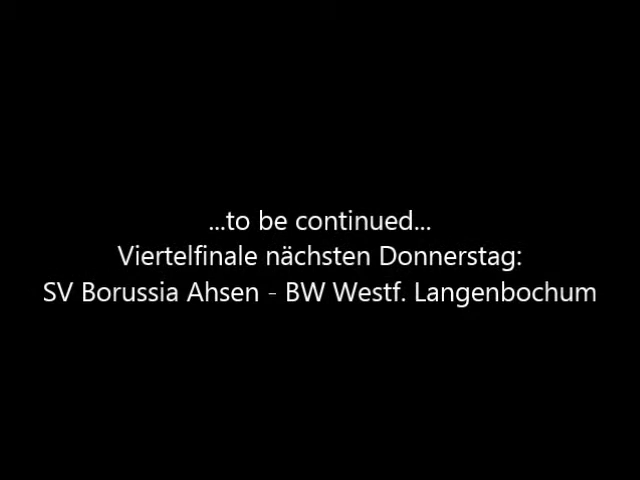 ...to be continued...
Viertelfinale nächsten Donnerstag:
SV Borussia Ahsen - BW Westf. Langenbochum